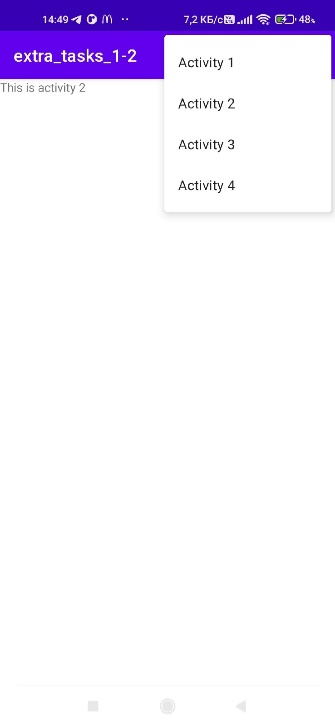 14:49 7,2 КБ/с 48%
extra_tasks_1-2
This is activity 2
Activity 1
Activity 2
Activity 3
Activity 4